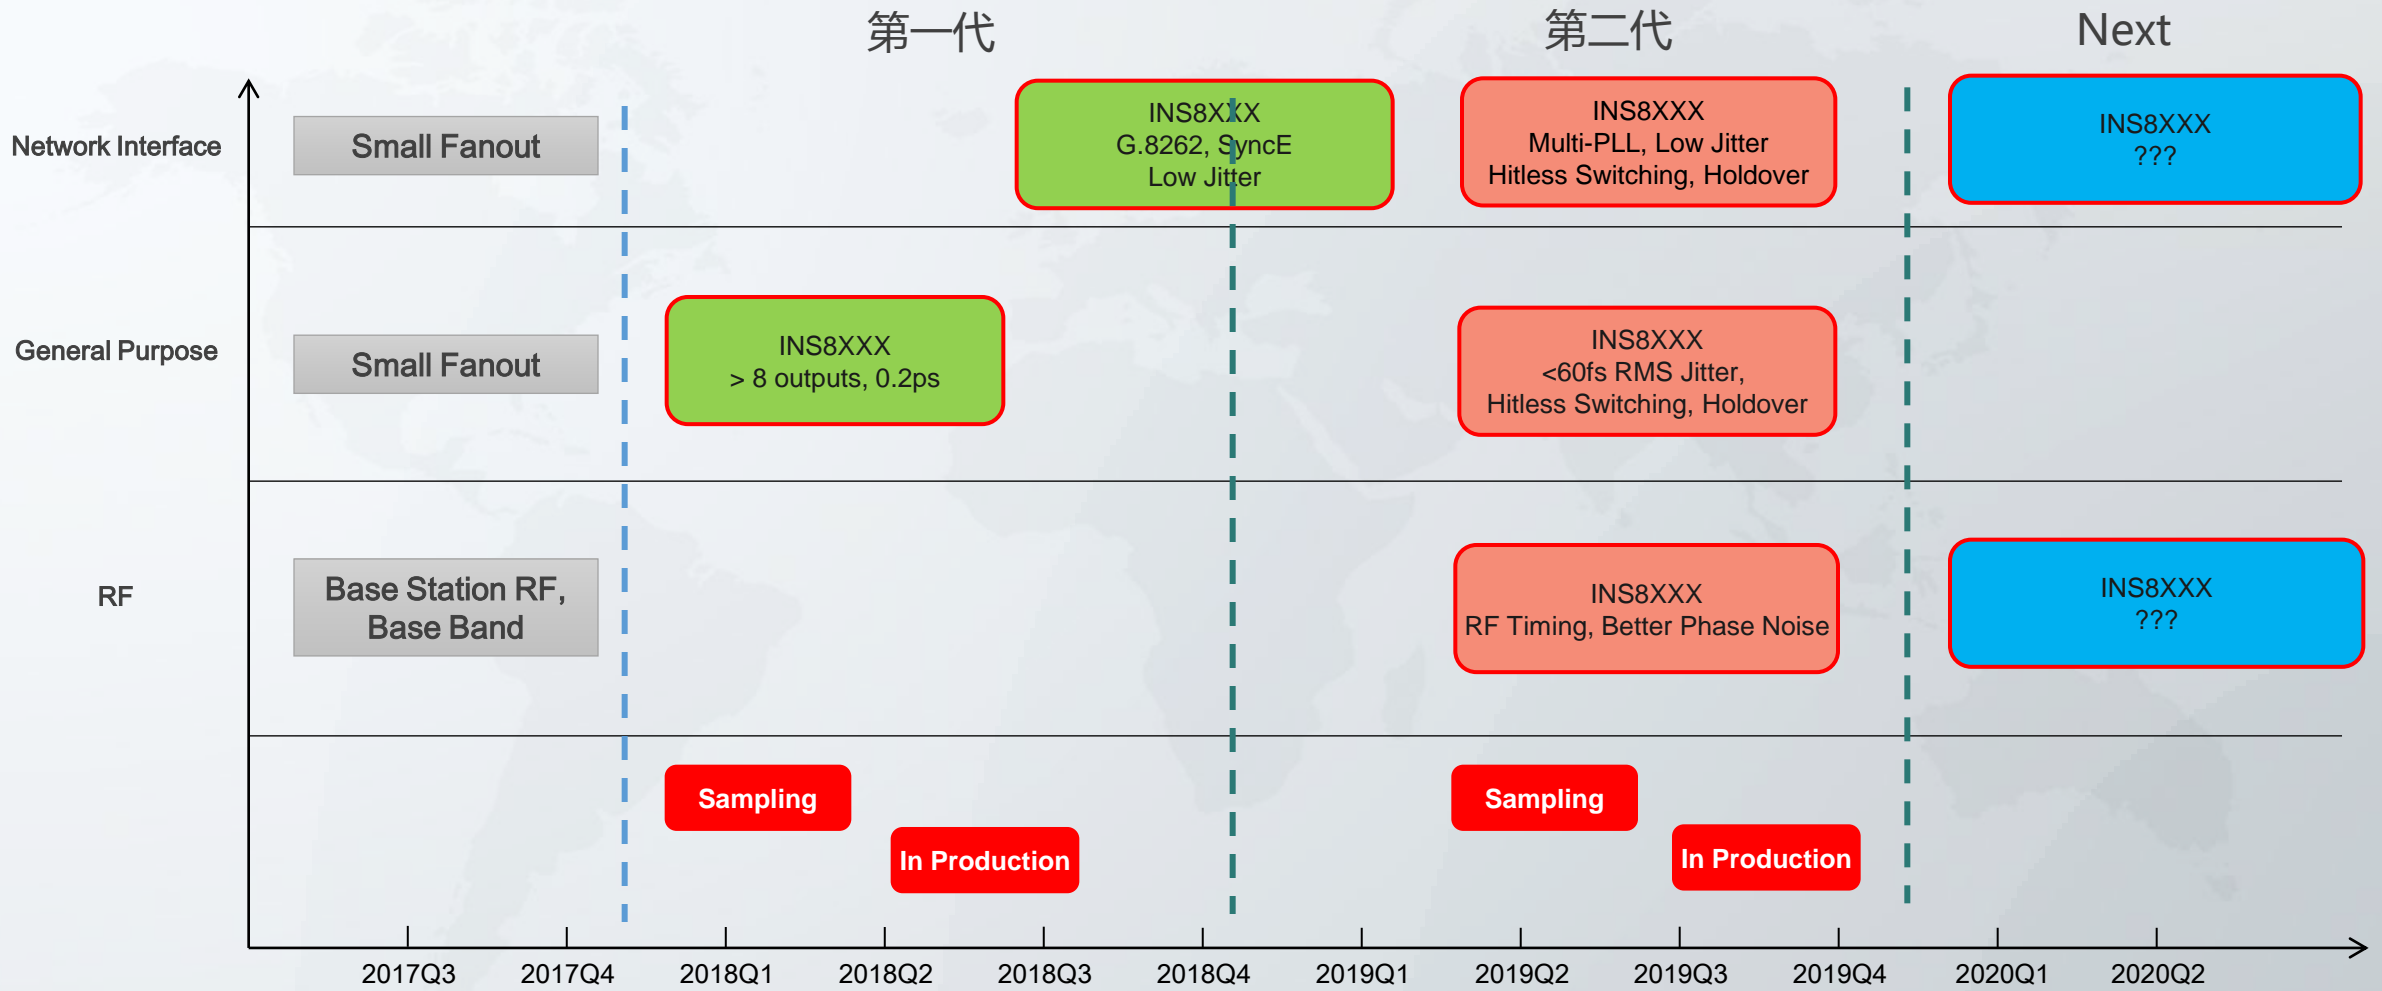 第一代
第二代
Next
Network Interface
Small Fanout
INS8XXX
G.8262, SyncE
Low Jitter
INS8XXX
Multi-PLL, Low Jitter
Hitless Switching, Holdover
INS8XXX
???
General Purpose
Small Fanout
INS8XXX
> 8 outputs, 0.2ps
INS8XXX
<60fs RMS Jitter,
Hitless Switching, Holdover
RF
Base Station RF,
Base Band
INS8XXX
RF Timing, Better Phase Noise
INS8XXX
???
Sampling
In Production
Sampling
In Production
2017Q3
2017Q4
2018Q1
2018Q2
2018Q3
2018Q4
2019Q1
2019Q2
2019Q3
2019Q4
2020Q1
2020Q2